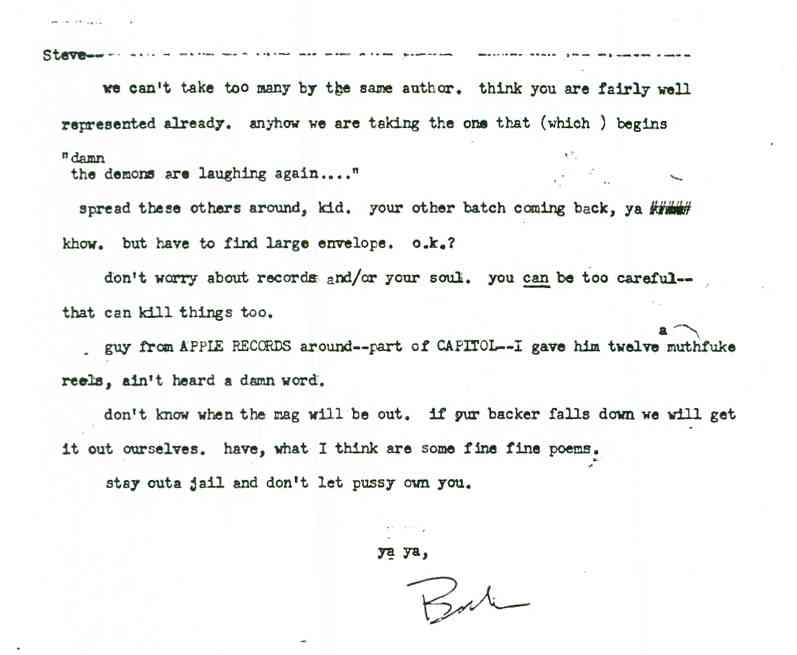 Steve--
we can't take too many by the same author. think you are fairly well
represented already. anyhow we are taking the one that (which ) begins
"damn
the demons are laughing again...."
spread these others around, kid. your other batch coming back, ya #####
khow. but have to find large envelope. o.k.?
don't worry about records and/or your soul. you can be too careful--
that can kill things too.
guy from APPLE RECORDS around--part of CAPITOL--I gave him twelve muthfuke
a
reels, ain't heard a damn word.
don't know when the mag will be out. if our backer falls down we will get
it out ourselves. have, what I think are some fine fine poems.
stay outa jail and don't let pussy own you.
ya ya,